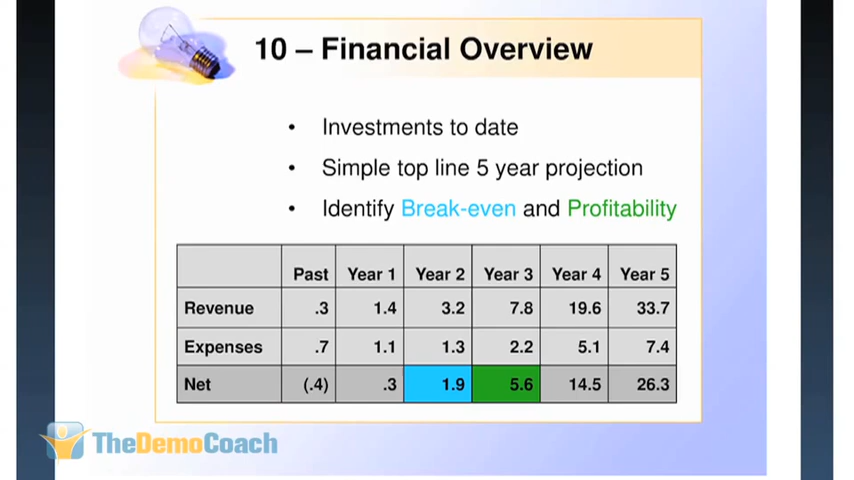 10 – Financial Overview
• Investments to date
• Simple top line 5 year projection
• Identify Break-even and Profitability
Past Year 1 Year 2 Year 3 Year 4 Year 5
Revenue .3 1.4 3.2 7.8 19.6 33.7
Expenses .7 1.1 1.3 2.2 5.1 7.4
Net (.4) .3 1.9 5.6 14.5 26.3
TheDemoCoach